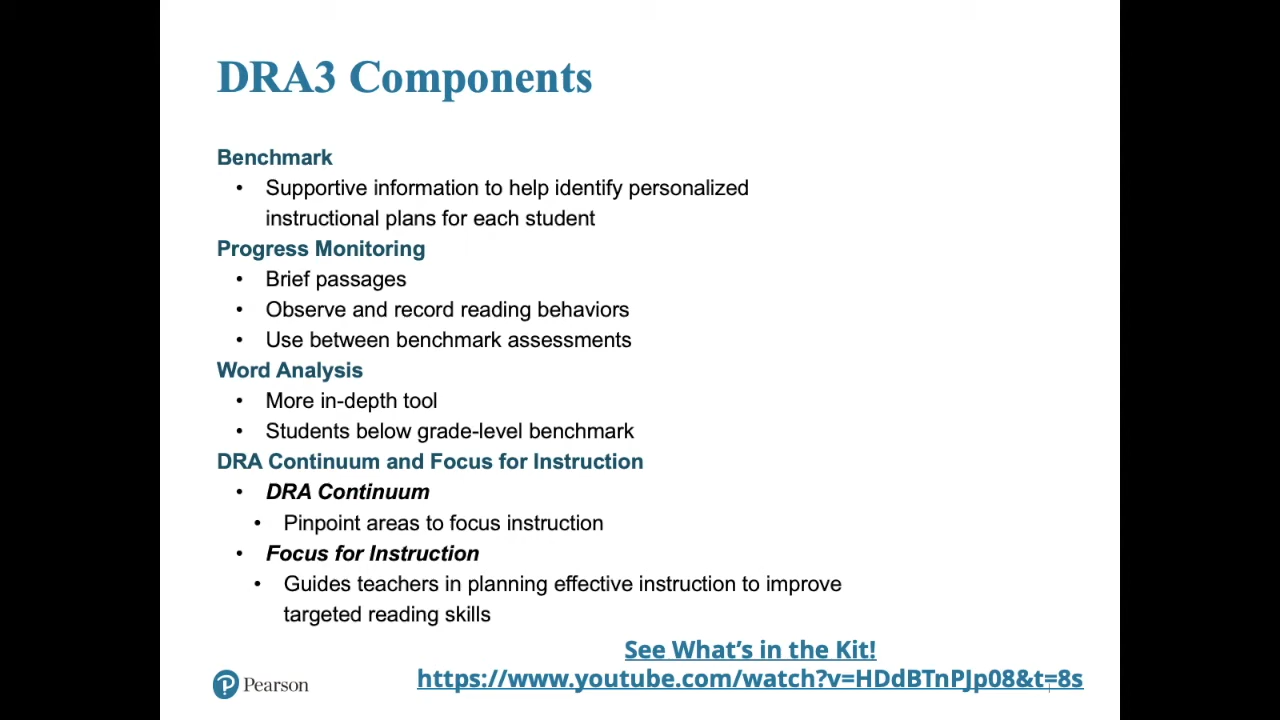 DRA3 Components
Benchmark
• Supportive information to help identify personalized
instructional plans for each student
Progress Monitoring
• Brief passages
• Observe and record reading behaviors
• Use between benchmark assessments
Word Analysis
• More in-depth tool
• Students below grade-level benchmark
DRA Continuum and Focus for Instruction
• DRA Continuum
• Pinpoint areas to focus instruction
• Focus for Instruction
• Guides teachers in planning effective instruction to improve
targeted reading skills
See What’s in the Kit!
https://www.youtube.com/watch?v=HDdBTnPJp08&t=8s
Pearson